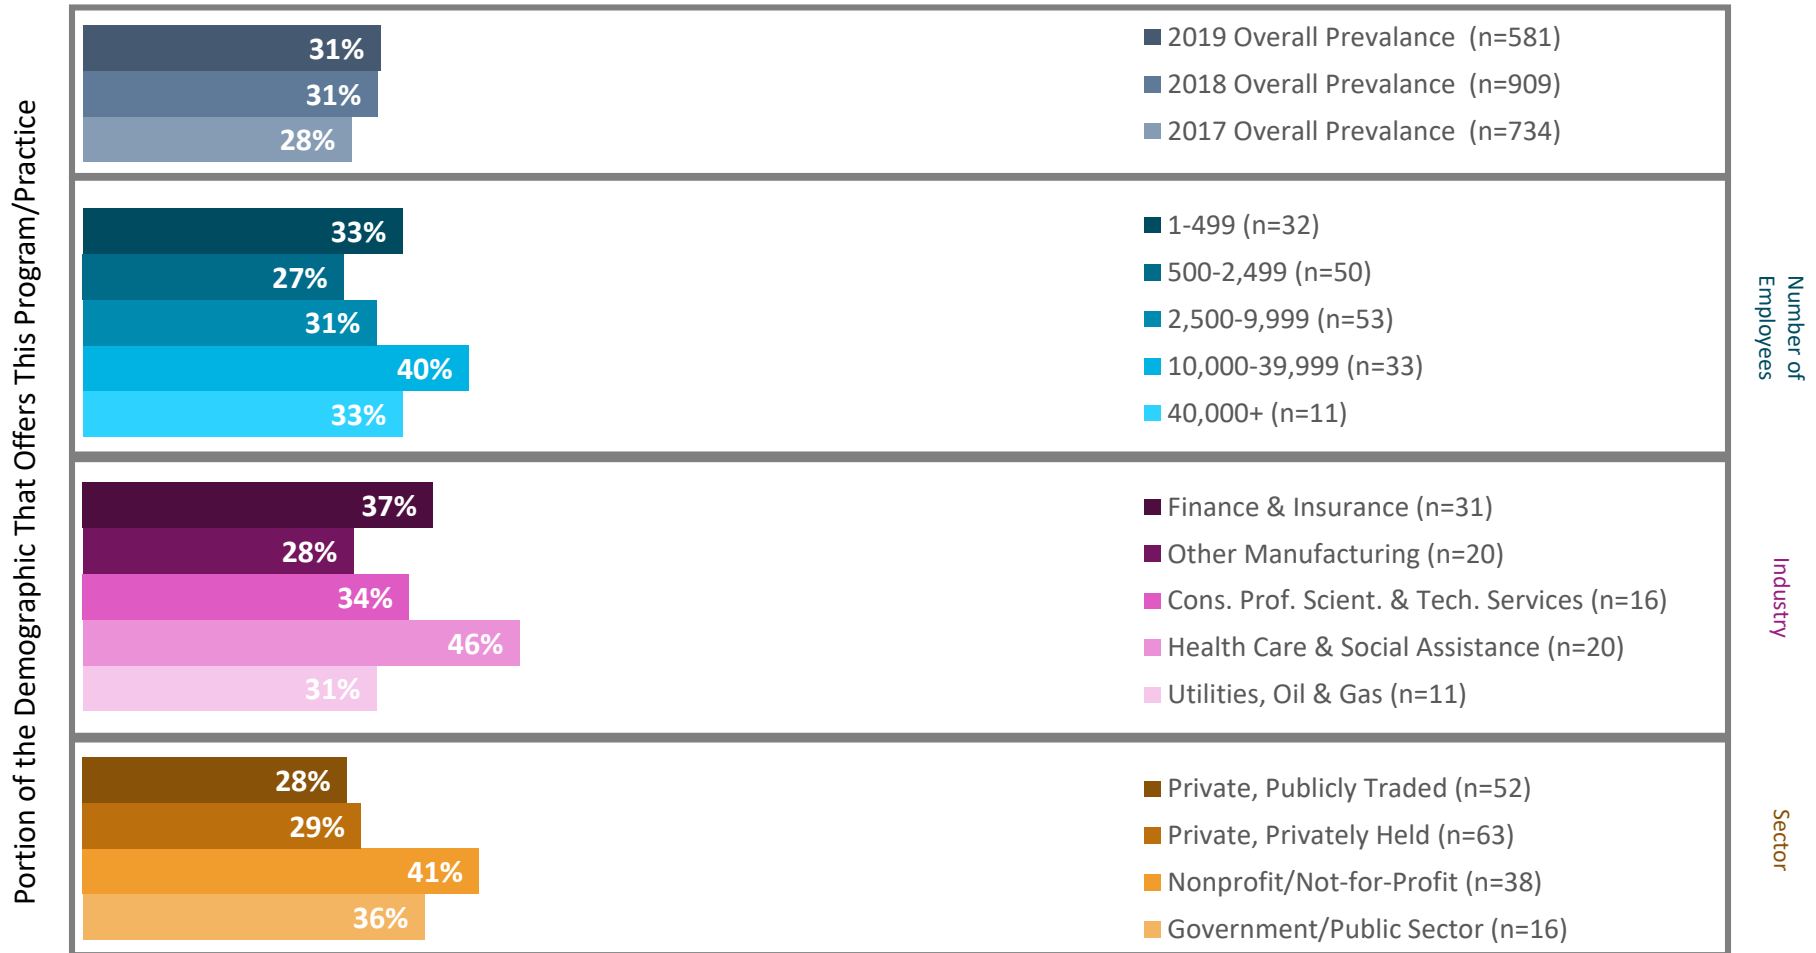 Portion of the Demographic That Offers This Program/Practice
31%
31%
28%
2019 Overall Prevalance (n=581)
2018 Overall Prevalance (n=909)
2017 Overall Prevalance (n=734)
33%
27%
31%
40%
33%
1-499 (n=32)
500-2,499 (n=50)
2,500-9,999 (n=53)
10,000-39,999 (n=33)
40,000+ (n=11)
Number of
Employees
37%
28%
34%
46%
31%
Finance & Insurance (n=31)
Other Manufacturing (n=20)
Cons. Prof. Scient. & Tech. Services (n=16)
Health Care & Social Assistance (n=20)
Utilities, Oil & Gas (n=11)
Industry
28%
29%
41%
36%
Private, Publicly Traded (n=52)
Private, Privately Held (n=63)
Nonprofit/Not-for-Profit (n=38)
Government/Public Sector (n=16)
Sector